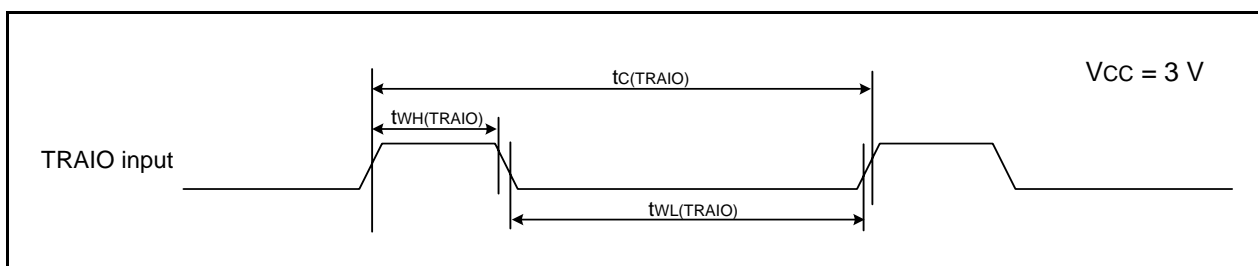 tC(TRAIO)
VCC = 3 V
tWH(TRAIO)
TRAIO input
tWL(TRAIO)